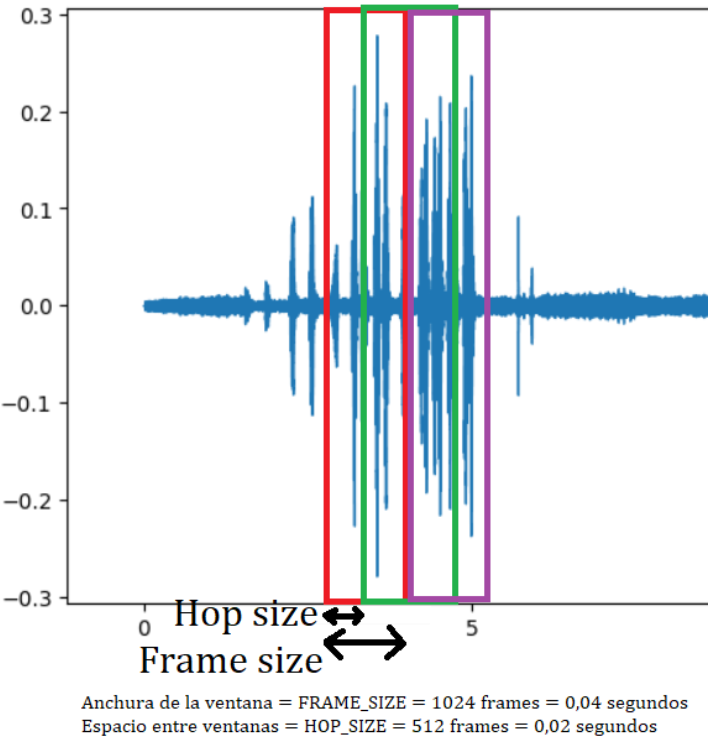 0.3
0.2
0.1
0.0
−0.1
−0.2
−0.3
0
5
Hop size
Frame size
Anchura de la ventana = FRAME_SIZE = 1024 frames = 0,04 segundos
Espacio entre ventanas = HOP_SIZE = 512 frames = 0,02 segundos